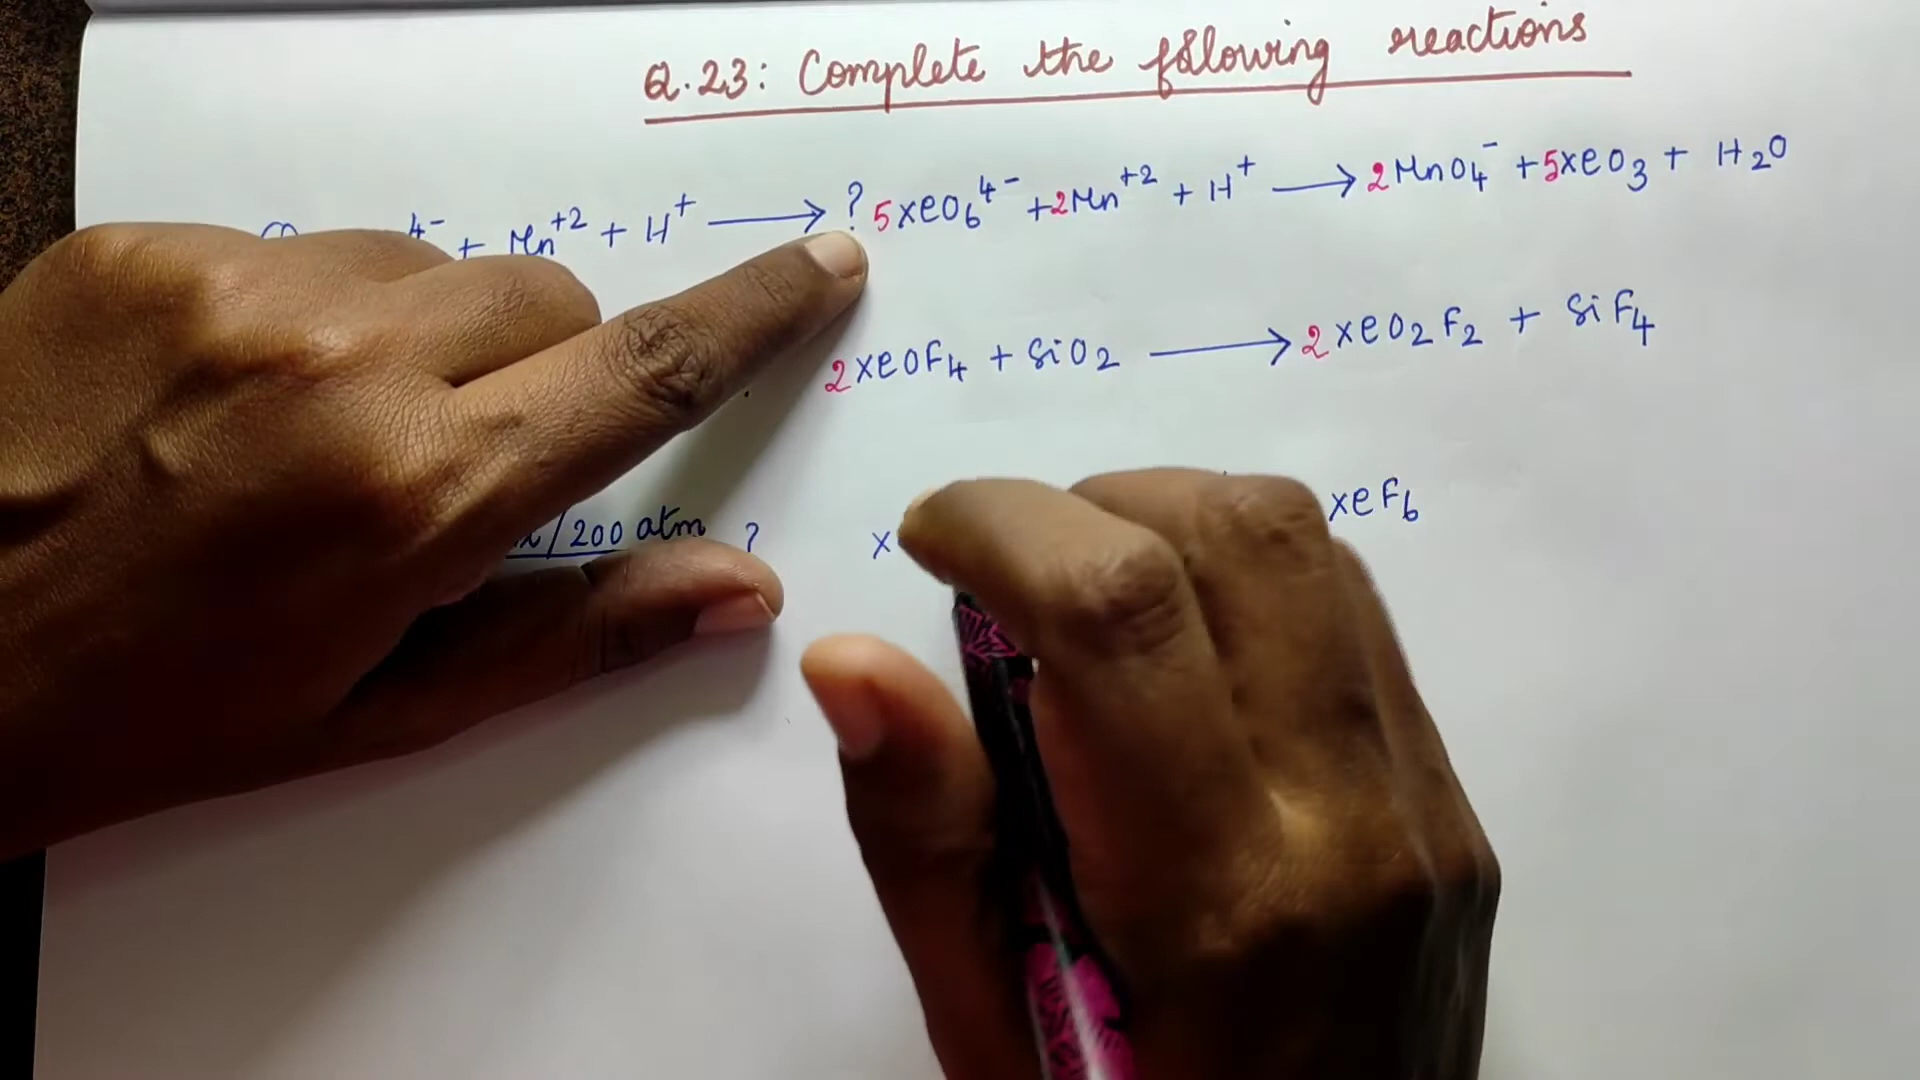 Q.23: Complete the following reactions
4- + Mn+2 + H+ ⟶ ? 5XeO6 4- + 2Mn+2 + H+ ⟶ 2MnO4- + 5XeO3 + H2O
2XeOF4 + SiO2 ⟶ 2XeO2F2 + SiF4
/200 atm ? X XeF6